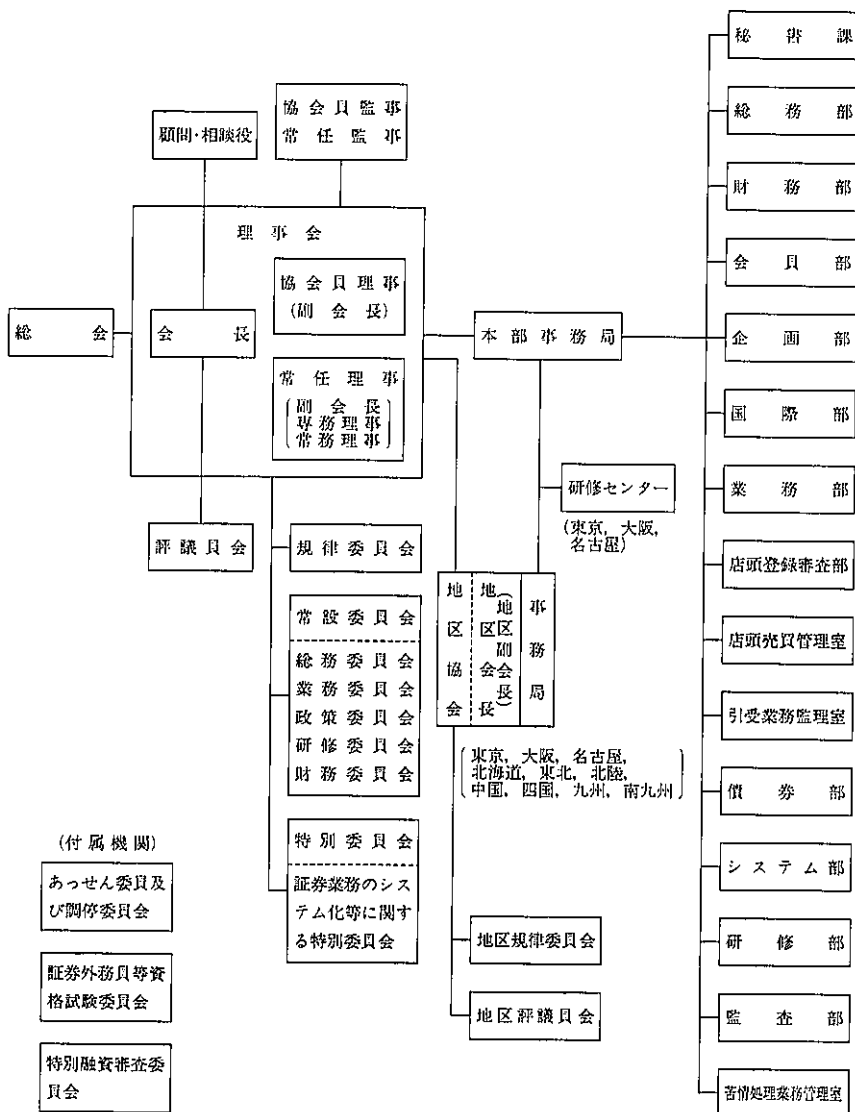 顧問・相談役
協会員監事
常任監事
理事会
総会
会長
協会員理事
(副会長)
常任理事
副会長
専務理事
常務理事
評議員会
規律委員会
常設委員会
総務委員会
業務委員会
政策委員会
研修委員会
財務委員会
特別委員会
証券業務のシス
テム化等に関す
る特別委員会
本部事務局
研修センター
(東京, 大阪,
名古屋)
地区協会
地区会長
(地区副会長)
事務局
東京, 大阪, 名古屋,
北海道, 東北, 北陸,
中国, 四国, 九州, 南九州
地区規律委員会
地区評議員会
秘書課
総務部
財務部
会員部
企画部
国際部
業務部
店頭登録審査部
店頭売買管理室
引受業務監理室
債券部
システム部
研修部
監査部
苦情処理業務管理室
(付属機関)
あっせん委員及
び調停委員会
証券外務員等資
格試験委員会
特別融資審査委
員会